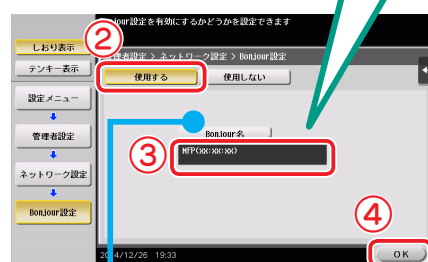 Bonjour設定を有効にするかどうかを設定できます
しおり表示
②
管理者設定 > ネットワーク設定 > Bonjour設定
テンキー表示
使用する
使用しない
設定メニュー
Bonjour名
管理者設定
③
MFP(XX:XX:XX)
ネットワーク設定
Bonjour設定
④
2014/12/26 19:33
OK